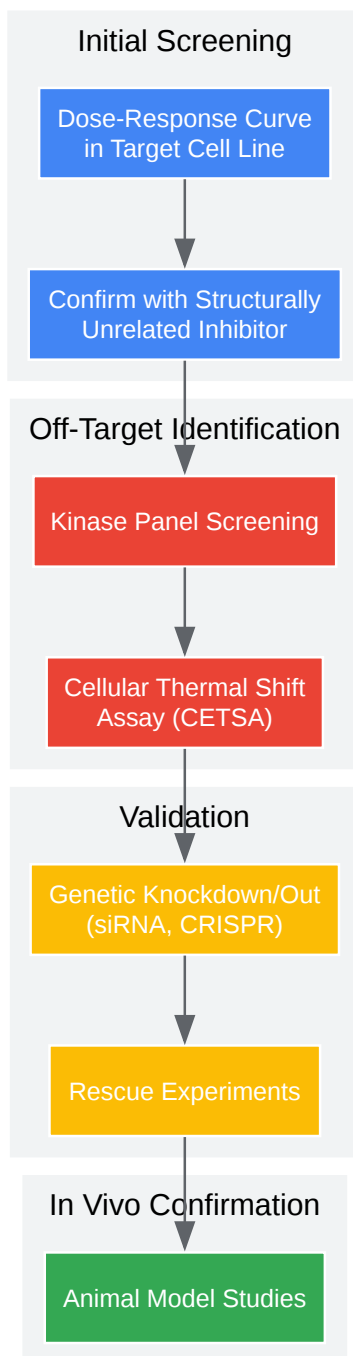 Initial Screening
Dose-Response Curve
in Target Cell Line
Confirm with Structurally
Unrelated Inhibitor
Off-Target Identification
Kinase Panel Screening
Cellular Thermal Shift
Assay (CETSA)
Validation
Genetic Knockdown/Out
(siRNA, CRISPR)
Rescue Experiments
In Vivo Confirmation
Animal Model Studies